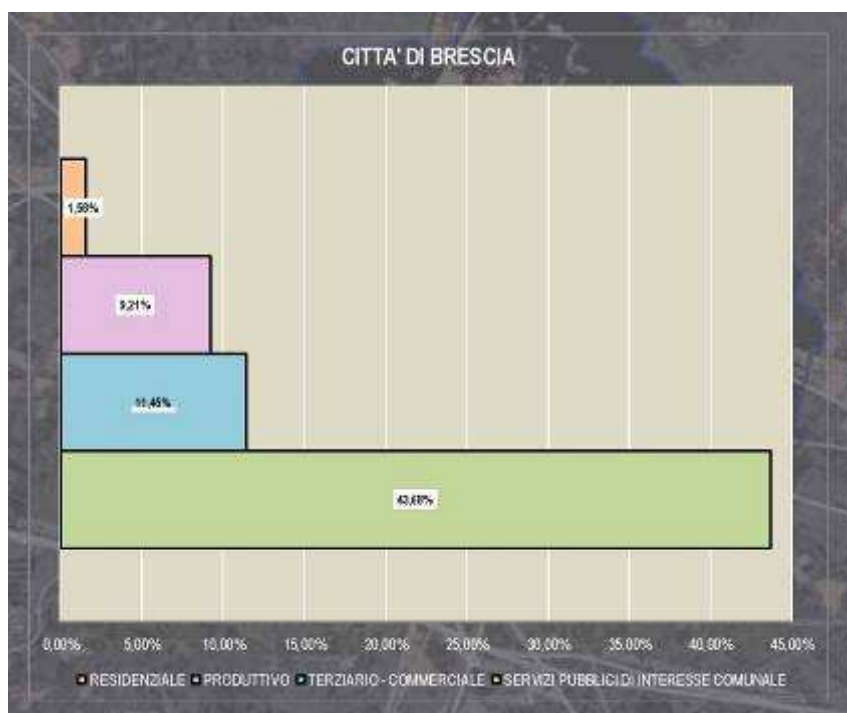 CITTA' DI BRESCIA
1,58%
9,21%
11,45%
43,68%
0,00% 5,00% 10,00% 15,00% 20,00% 25,00% 30,00% 35,00% 40,00% 45,00%
RESIDENZIALE PRODUTTIVO TERZIARIO - COMMERCIALE SERVIZI PUBBLICI DI INTERESSE COMUNALE